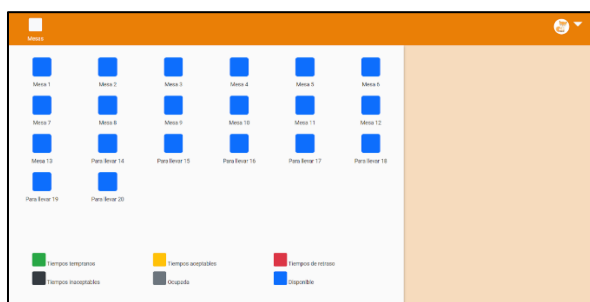 Mesas
Mesa 1 Mesa 2 Mesa 3 Mesa 4 Mesa 5 Mesa 6
Mesa 7 Mesa 8 Mesa 9 Mesa 10 Mesa 11 Mesa 12
Mesa 13 Para llevar 14 Para llevar 15 Para llevar 16 Para llevar 17 Para llevar 18
Para llevar 19 Para llevar 20
Tiempos tempranos Tiempos aceptables Tiempos de retraso
Tiempos inaceptables Ocupada Disponible